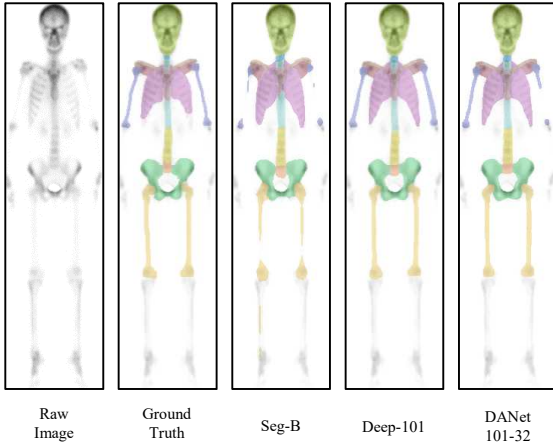 Raw
Image
Ground
Truth
Seg-B
Deep-101
DANet
101-32